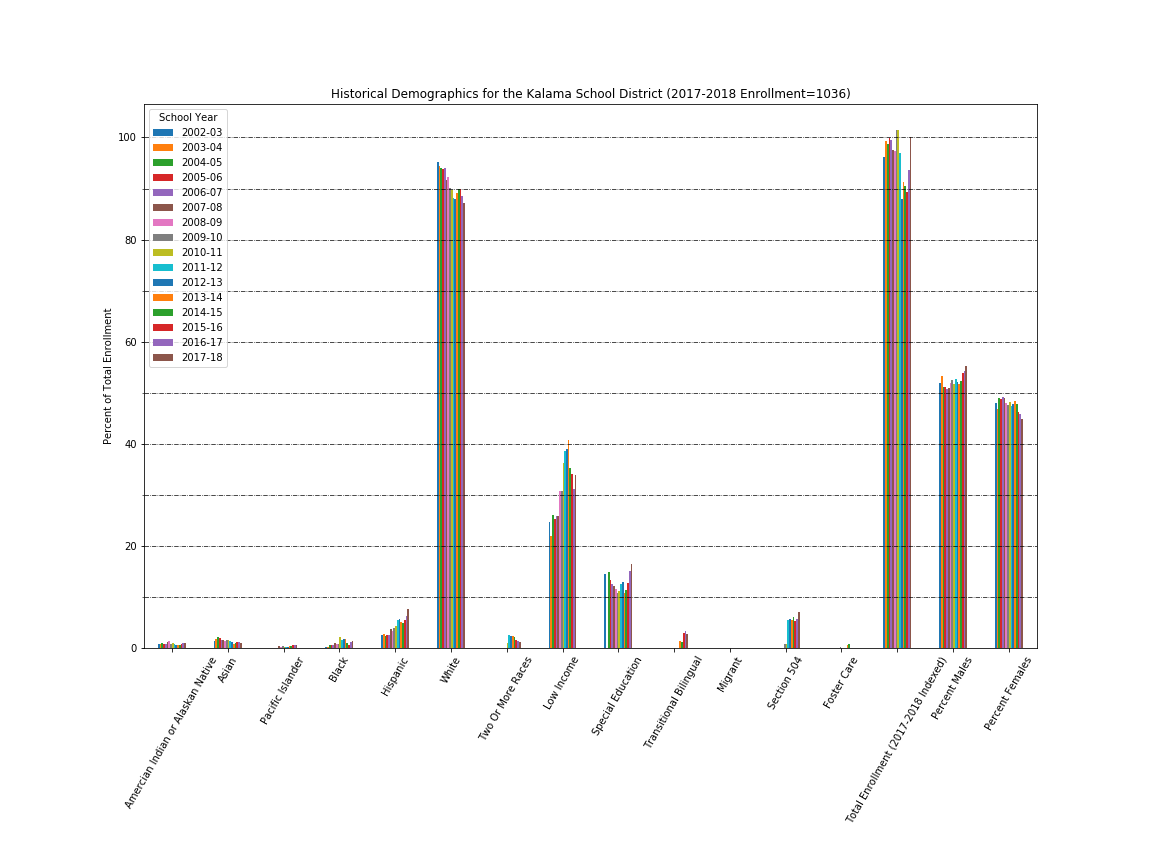 Historical Demographics for the Kalama School District (2017-2018 Enrollment=1036)
School Year
2002-03
2003-04
2004-05
2005-06
2006-07
2007-08
2008-09
2009-10
2010-11
2011-12
2012-13
2013-14
2014-15
2015-16
2016-17
2017-18
Percent of Total Enrollment
100
80
60
40
20
0
Amercian Indian or Alaskan Native
Asian
Pacific Islander
Black
Hispanic
White
Two Or More Races
Low Income
Special Education
Transitional Bilingual
Migrant
Section 504
Foster Care
Total Enrollment (2017-2018 Indexed)
Percent Males
Percent Females